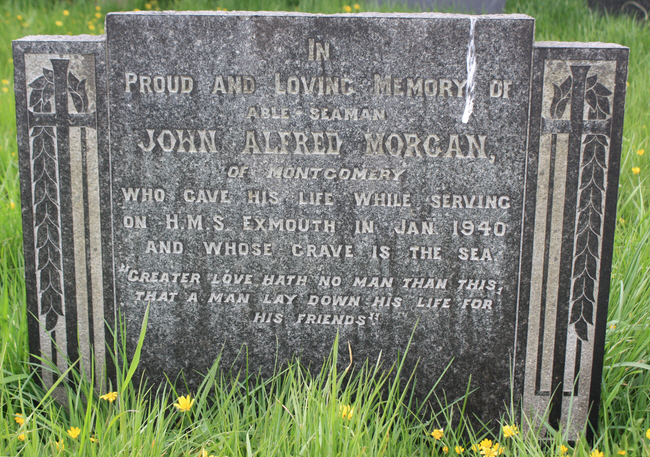 IN
PROUD AND LOVING MEMORY OF
ABLE-SEAMAN
JOHN ALFRED MORGAN,
OF MONTGOMERY
WHO GAVE HIS LIFE WHILE SERVING
ON H.M.S EXMOUTH IN JAN 1940
AND WHOSE GRAVE IS THE SEA.
"GREATER LOVE HATH NO MAN THAN THIS,
THAT A MAN LAY DOWN HIS LIFE FOR
HIS FRIENDS"